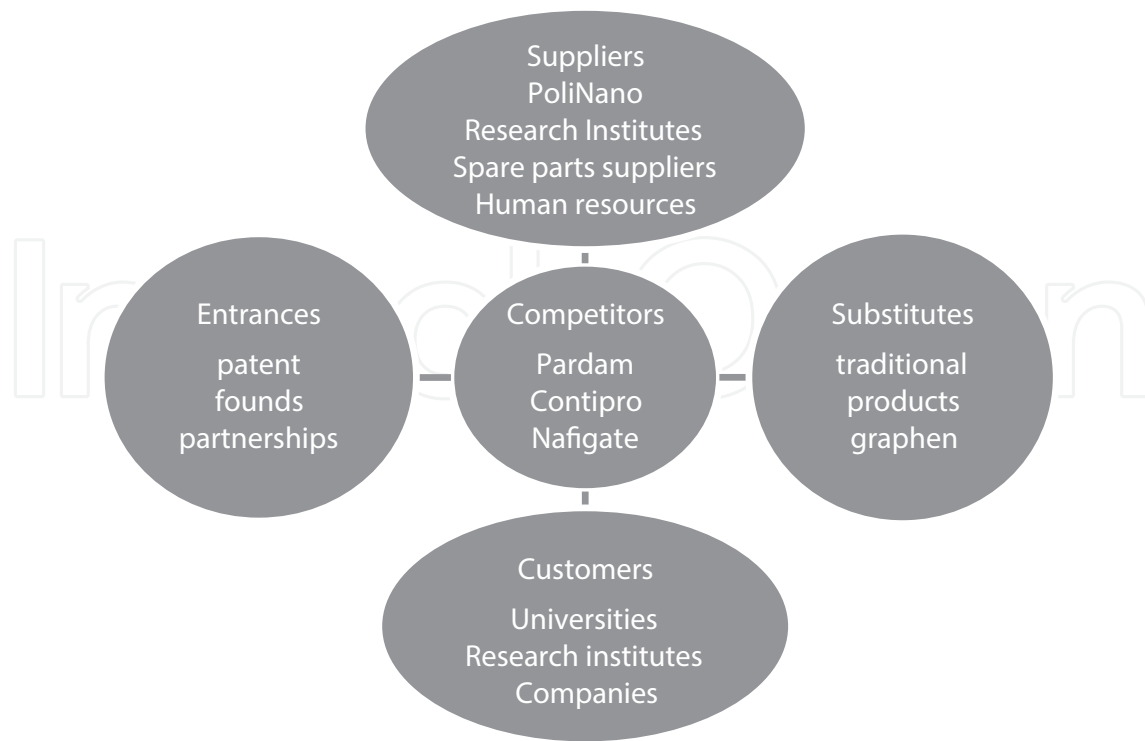 Suppliers
PoliNano
Research Institutes
Spare parts suppliers
Human resources
Entrances
patent
founds
partnerships
Competitors
Pardam
Contipro
Nafigate
Substitutes
traditional
products
graphen
Customers
Universities
Research institutes
Companies